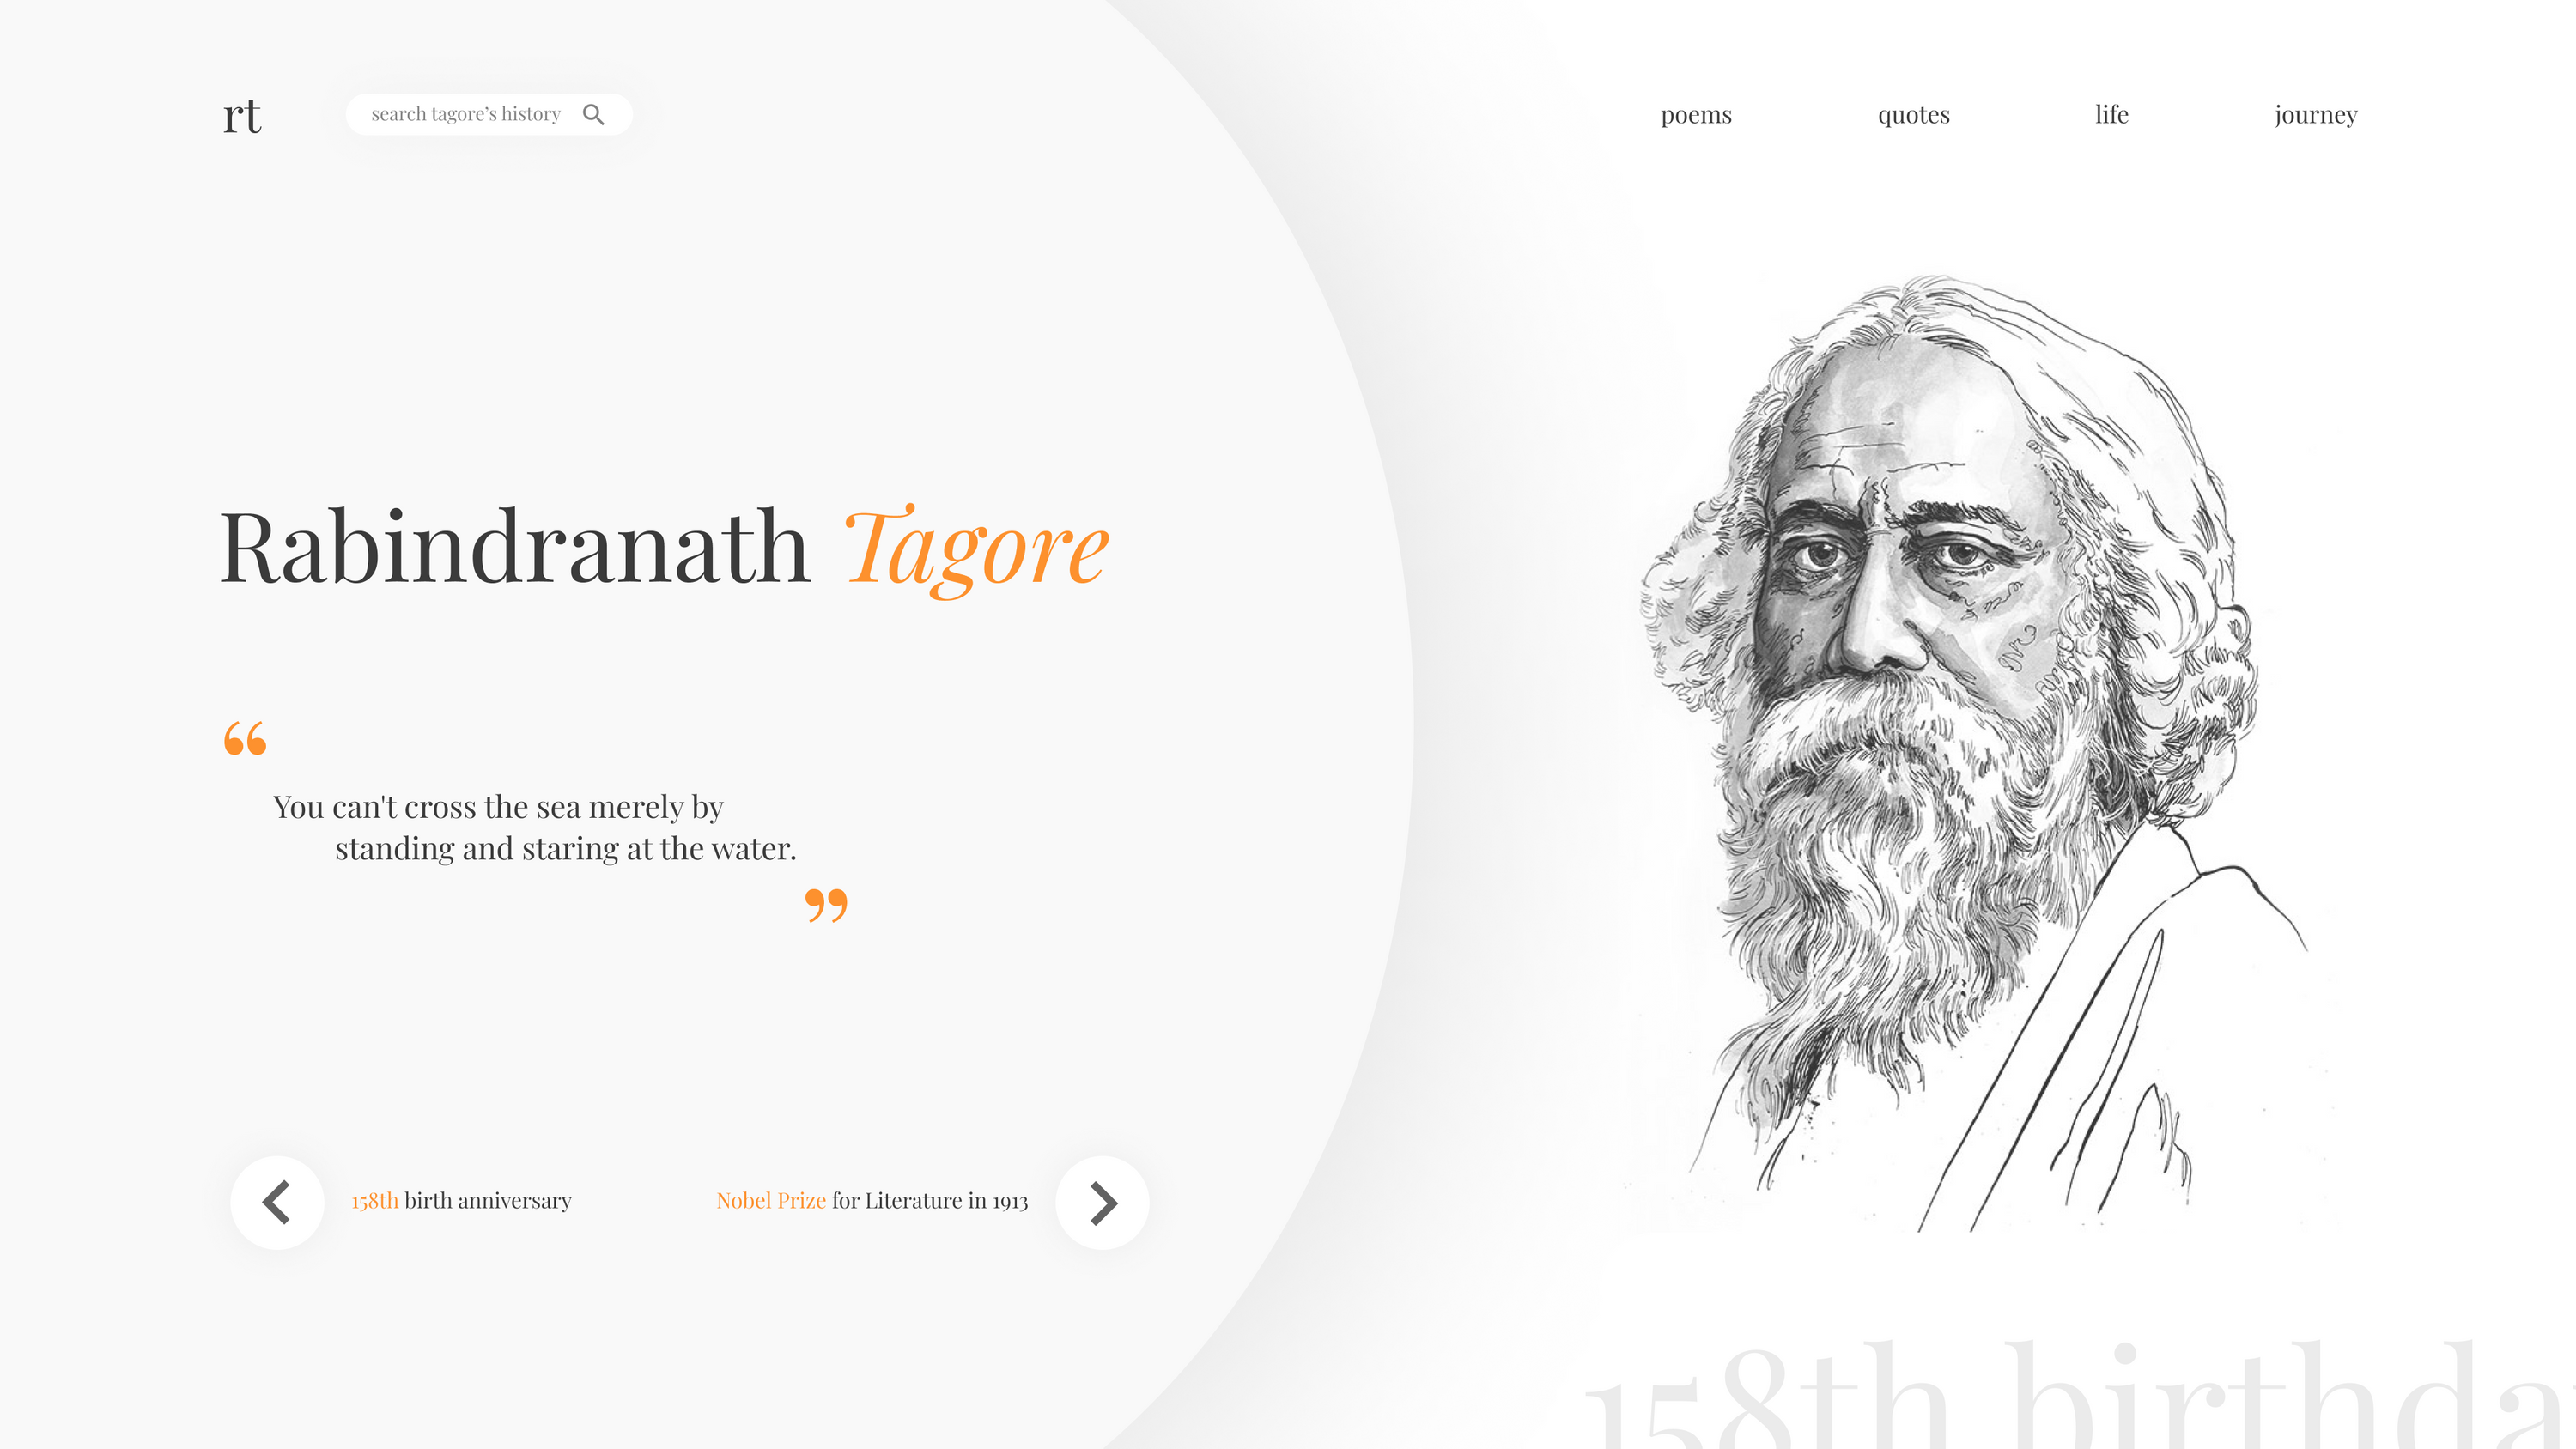 rt
search tagore’s history
poems
quotes
life
journey
Rabindranath Tagore
“
You can't cross the sea merely by
standing and staring at the water.
”
158th birth anniversary
Nobel Prize for Literature in 1913
158th birthda